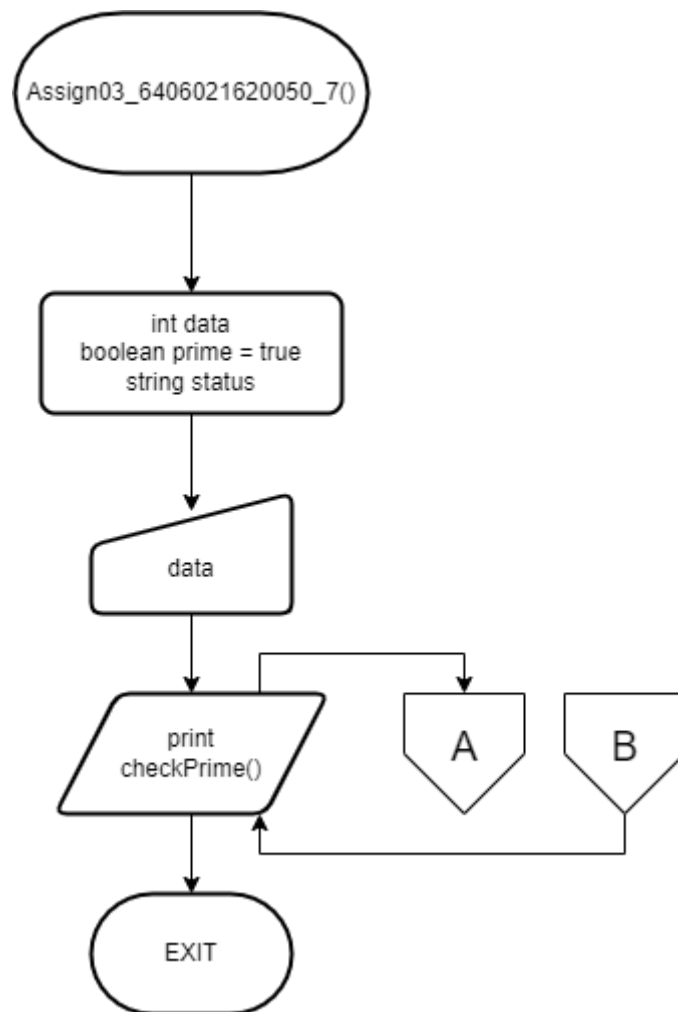 Assign03_6406021620050_7()
int data
boolean prime = true
string status
data
print
checkPrime()
A
B
EXIT